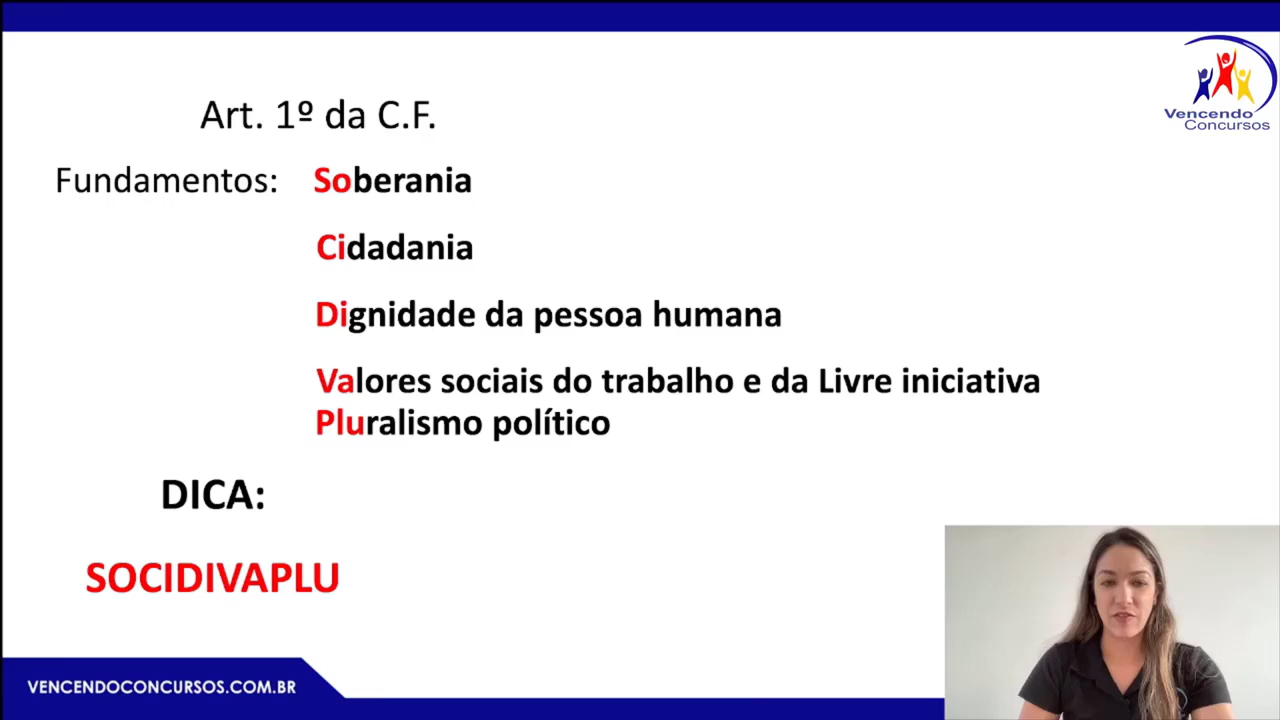 Vencendo
Concursos
Art. 1º da C.F.
Fundamentos: Soberania
Cidadania
Dignidade da pessoa humana
Valores sociais do trabalho e da Livre iniciativa
Pluralismo político
DICA:
SOCIDIVAPLU
VENCENDOCONCURSOS.COM.BR